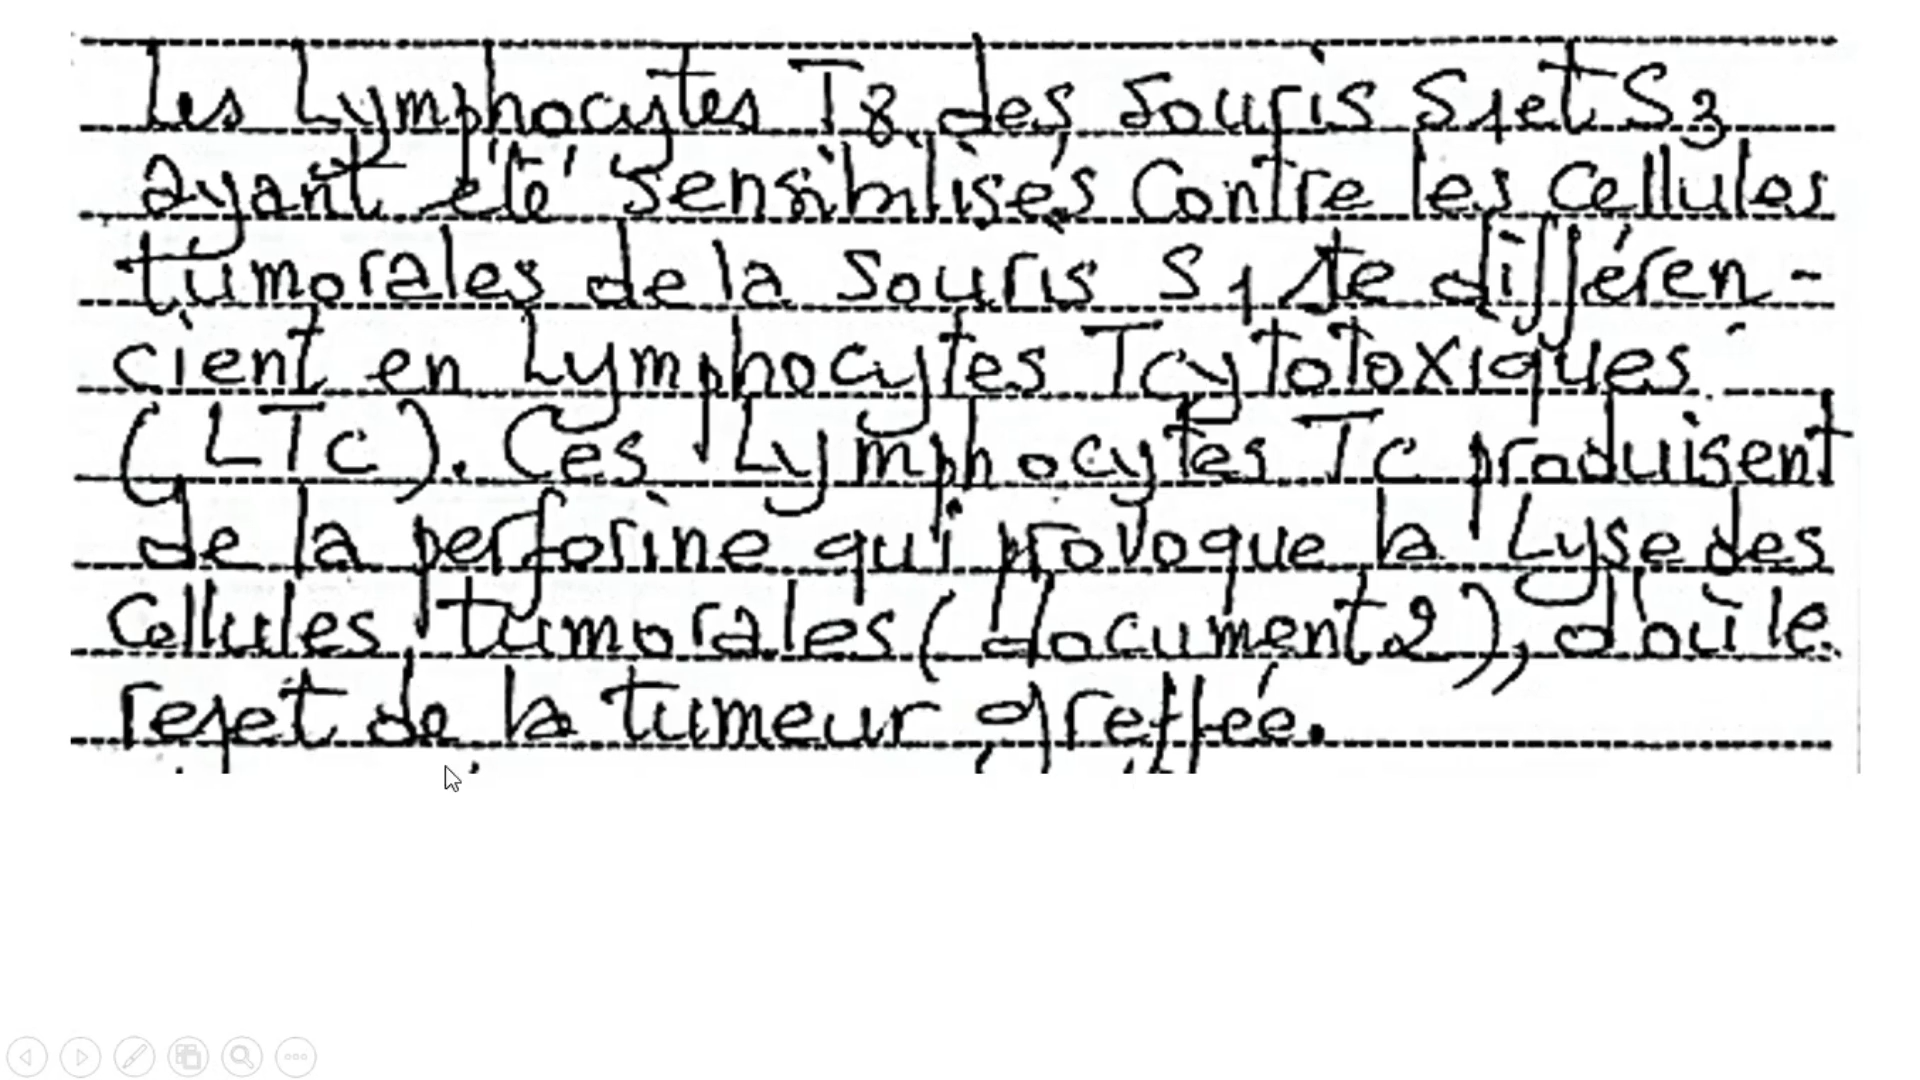 Les Lymphocytes T8 des souris S1 et S3
ayant été sensibilisés contre les cellules
tumorales de la souris S1 se différen-
cient en Lymphocytes T cytotoxiques
(LTc). Ces Lymphocytes Tc produisent
de la perforine qui provoque la Lyse des
cellules tumorales (document 2), d'où le
rejet de la tumeur greffée.